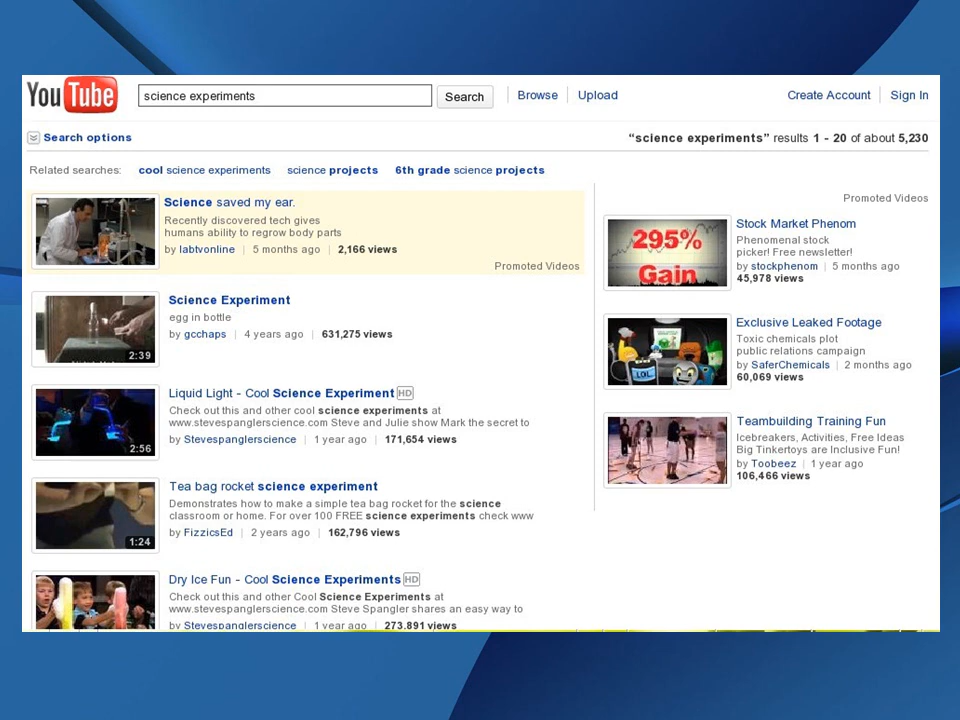 YouTube
science experiments
Search
Browse
Upload
Create Account
Sign In
Search options
“science experiments” results 1 - 20 of about 5,230
Related searches: cool science experiments science projects 6th grade science projects
Science saved my ear.
Recently discovered tech gives
humans ability to regrow body parts
by labtvonline | 5 months ago | 2,166 views
Promoted Videos
2:39
Science Experiment
egg in bottle
by gcchaps | 4 years ago | 631,275 views
2:56
Liquid Light - Cool Science Experiment HD
Check out this and other cool science experiments at
www.stevespanglerscience.com Steve and Julie show Mark the secret to
by Stevespanglerscience | 1 year ago | 171,654 views
1:24
Tea bag rocket science experiment
Demonstrates how to make a simple tea bag rocket for the science
classroom or home. For over 100 FREE science experiments check www
by FizzicsEd | 2 years ago | 162,796 views
Dry Ice Fun - Cool Science Experiments HD
Check out this and other Cool Science Experiments at
www.stevespanglerscience.com Steve Spangler shares an easy way to
by Stevespanglerscience | 1 year ago | 273,891 views
Promoted Videos
295%
Gain
Stock Market Phenom
Phenomenal stock
picker! Free newsletter!
by stockphenom | 5 months ago
45,978 views
LOL
Exclusive Leaked Footage
Toxic chemicals plot
public relations campaign
by SaferChemicals | 2 months ago
60,069 views
Teambuilding Training Fun
Icebreakers, Activities, Free Ideas
Big Tinkertoys are Inclusive Fun!
by Toobeez | 1 year ago
106,466 views